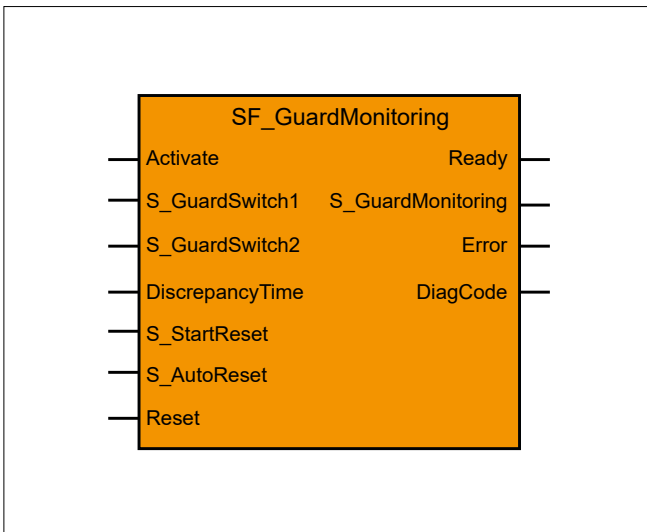 SF_GuardMonitoring
Activate Ready
S_GuardSwitch1 S_GuardMonitoring
S_GuardSwitch2 Error
DiscrepancyTime DiagCode
S_StartReset
S_AutoReset
Reset